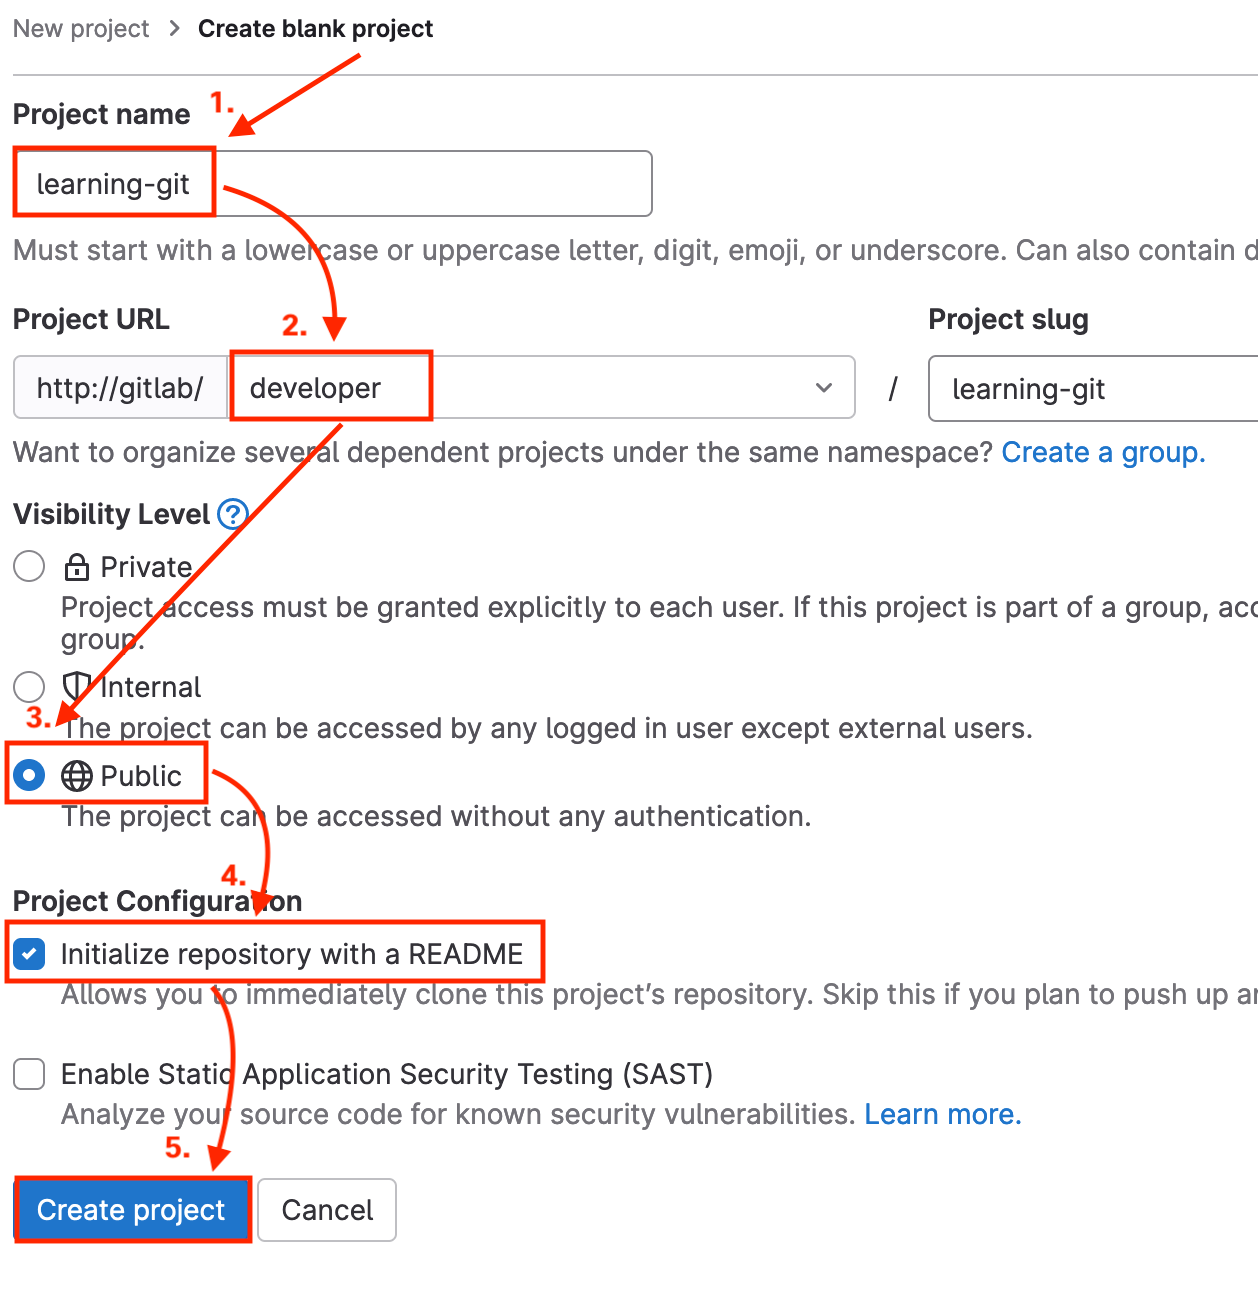 New project > Create blank project
Project name 1.
learning-git
Must start with a lowercase or uppercase letter, digit, emoji, or underscore. Can also contain d
Project URL 2. Project slug
http://gitlab/ developer / learning-git
Want to organize several dependent projects under the same namespace? Create a group.
Visibility Level ?
Private
Project access must be granted explicitly to each user. If this project is part of a group, acc
group.
Internal
3. The project can be accessed by any logged in user except external users.
Public
The project can be accessed without any authentication.
4.
Project Configuration
Initialize repository with a README
Allows you to immediately clone this project's repository. Skip this if you plan to push up a
Enable Static Application Security Testing (SAST)
Analyze your source code for known security vulnerabilities. Learn more.
5.
Create project Cancel